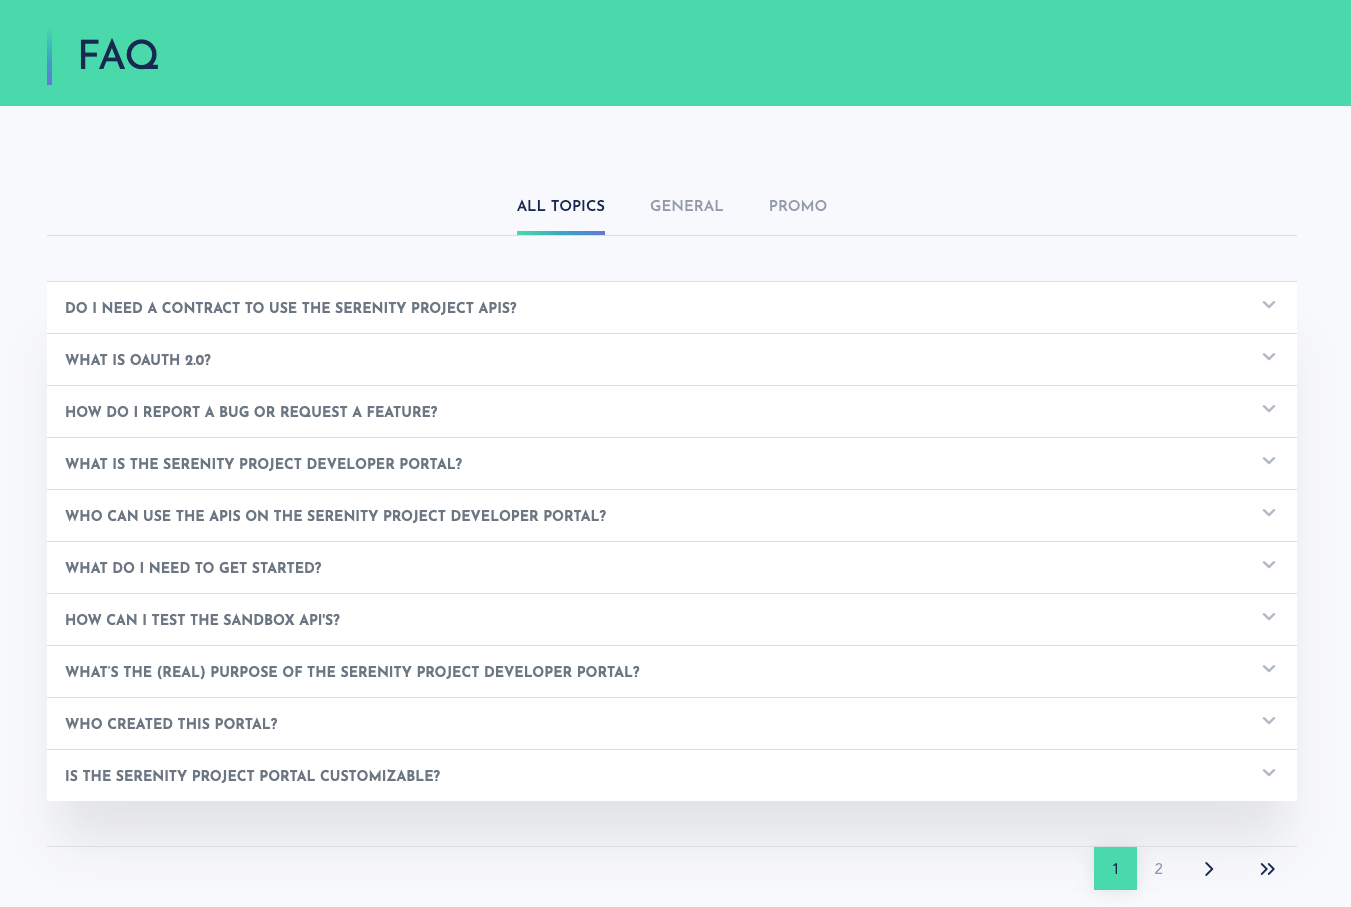 FAQ
ALL TOPICS GENERAL PROMO
DO I NEED A CONTRACT TO USE THE SERENITY PROJECT APIS?
WHAT IS OAUTH 2.0?
HOW DO I REPORT A BUG OR REQUEST A FEATURE?
WHAT IS THE SERENITY PROJECT DEVELOPER PORTAL?
WHO CAN USE THE APIS ON THE SERENITY PROJECT DEVELOPER PORTAL?
WHAT DO I NEED TO GET STARTED?
HOW CAN I TEST THE SANDBOX API'S?
WHAT'S THE (REAL) PURPOSE OF THE SERENITY PROJECT DEVELOPER PORTAL?
WHO CREATED THIS PORTAL?
IS THE SERENITY PROJECT PORTAL CUSTOMIZABLE?
1 2